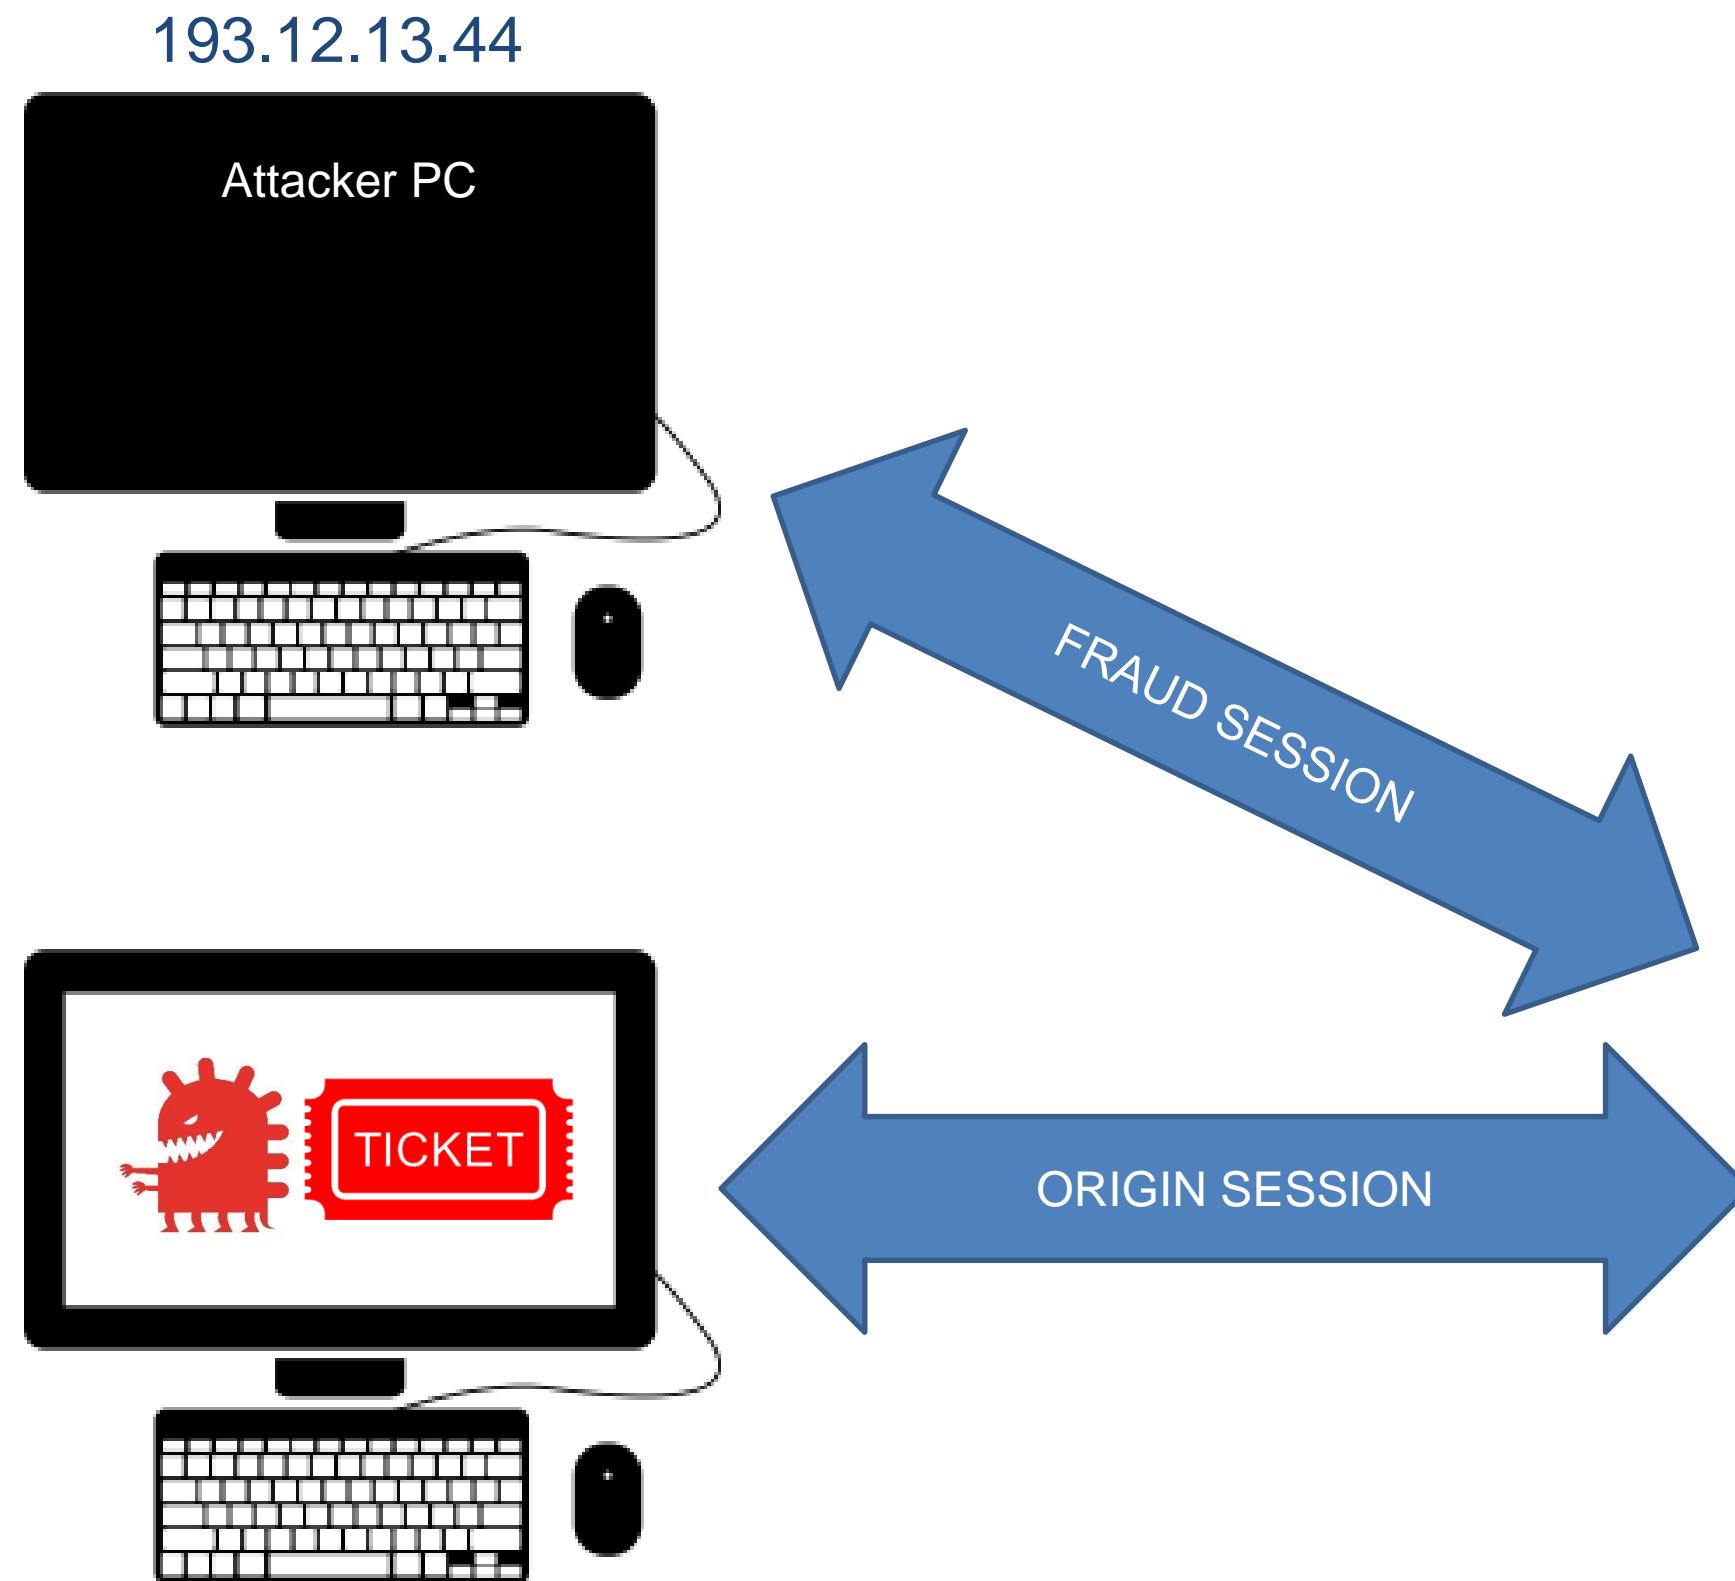 193.12.13.44
Attacker PC
FRAUD SESSION
TICKET
ORIGIN SESSION